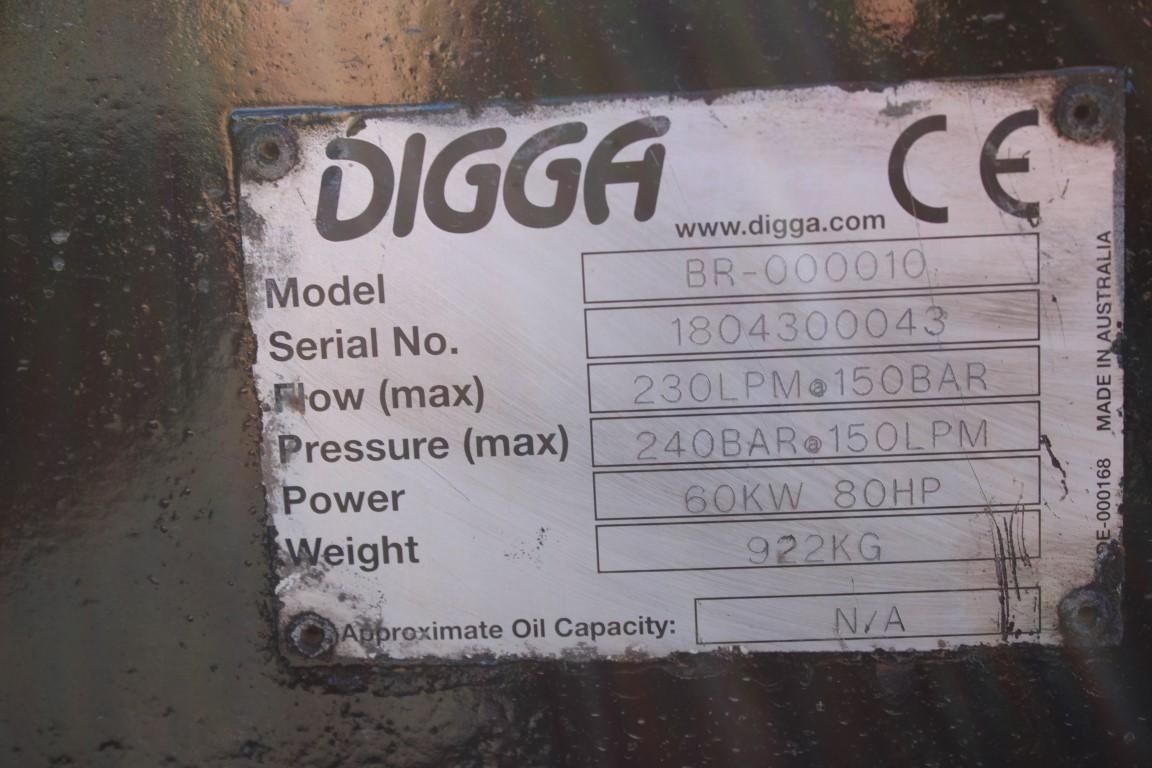 DIGGA CE
www.digga.com
Model BR-000010
Serial No. 1804300043
Flow (max) 230LPM@150BAR
Pressure (max) 240BAR@150LPM
Power 60KW 80HP
Weight 922KG
Approximate Oil Capacity: N/A
MADE IN AUSTRALIA